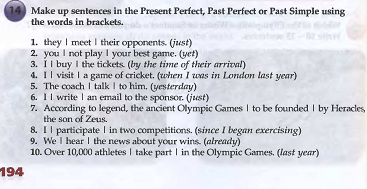 14 Make up sentences in the Present Perfect, Past Perfect or Past Simple using
the words in brackets.
1. they | meet | their opponents. (just)
2. you | not play | your best game. (yet)
3. I | buy | the tickets. (by the time of their arrival)
4. I | visit | a game of cricket. (when I was in London last year)
5. The coach | talk | to him. (yesterday)
6. I | write | an email to the sponsor. (just)
7. According to legend, the ancient Olympic Games | to be founded | by Heracles,
the son of Zeus.
8. I | participate | in two competitions. (since I began exercising)
9. We | hear | the news about your wins. (already)
10. Over 10,000 athletes | take part | in the Olympic Games. (last year)
194